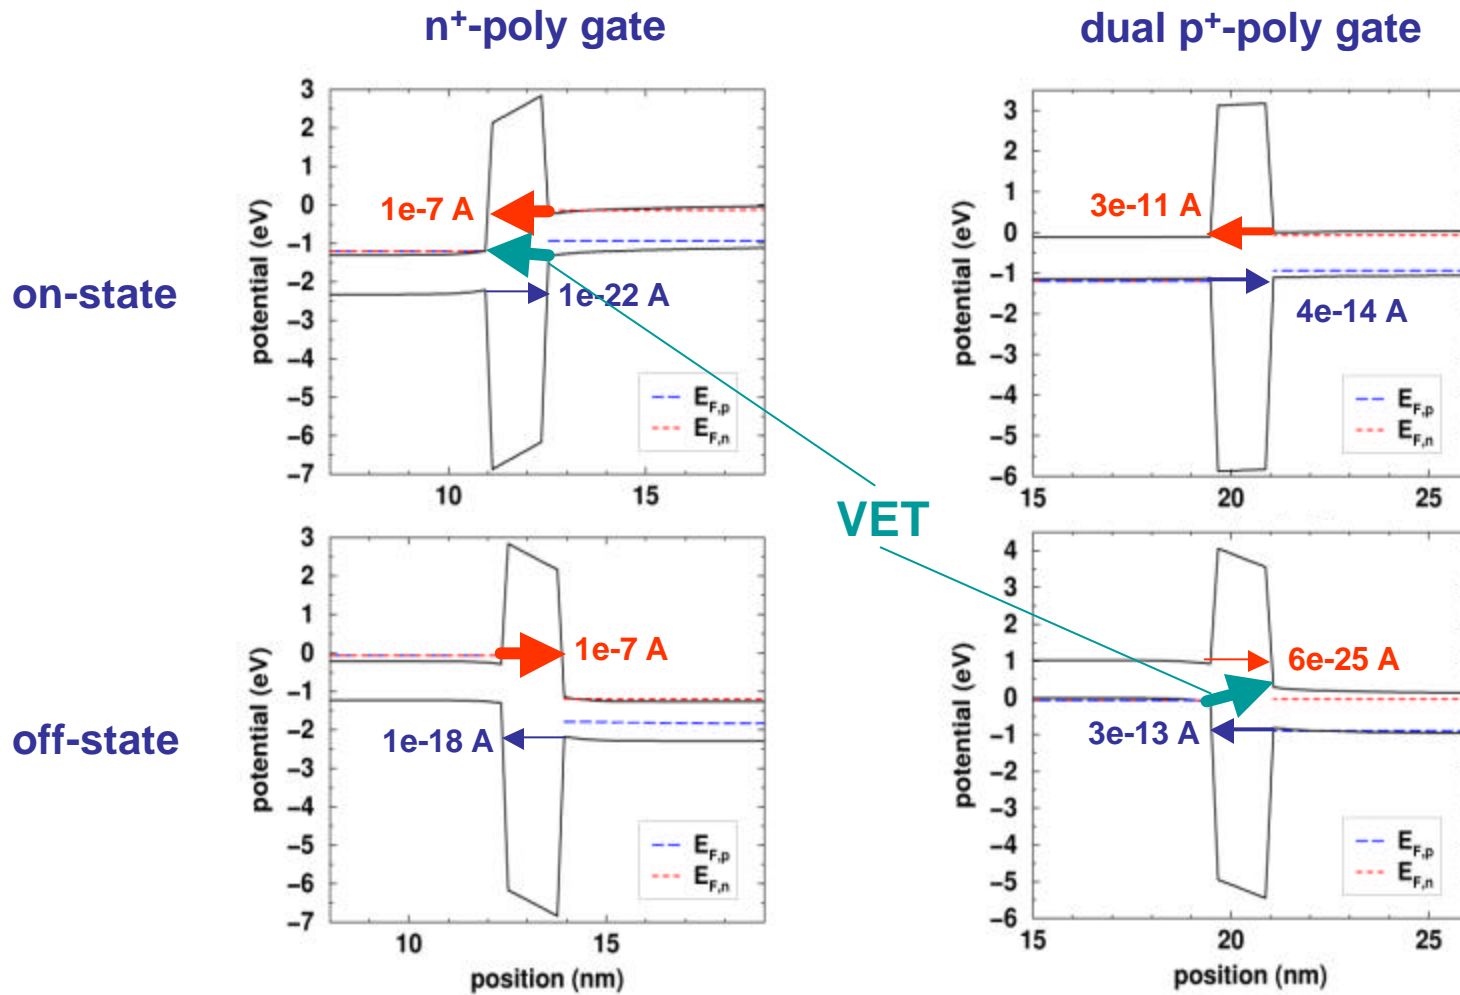 n+-poly gate
dual p+-poly gate
on-state
off-state
VET
potential (eV)
3
2
1
0
−1
−2
−3
−4
−5
−6
−7
10
15
1e-7 A
1e-22 A
E_F,p
E_F,n
potential (eV)
3
2
1
0
−1
−2
−3
−4
−5
−6
15
20
25
3e-11 A
4e-14 A
E_F,p
E_F,n
potential (eV)
3
2
1
0
−1
−2
−3
−4
−5
−6
−7
10
15
position (nm)
1e-7 A
1e-18 A
E_F,p
E_F,n
potential (eV)
4
3
2
1
0
−1
−2
−3
−4
−5
−6
15
20
25
position (nm)
6e-25 A
3e-13 A
E_F,p
E_F,n